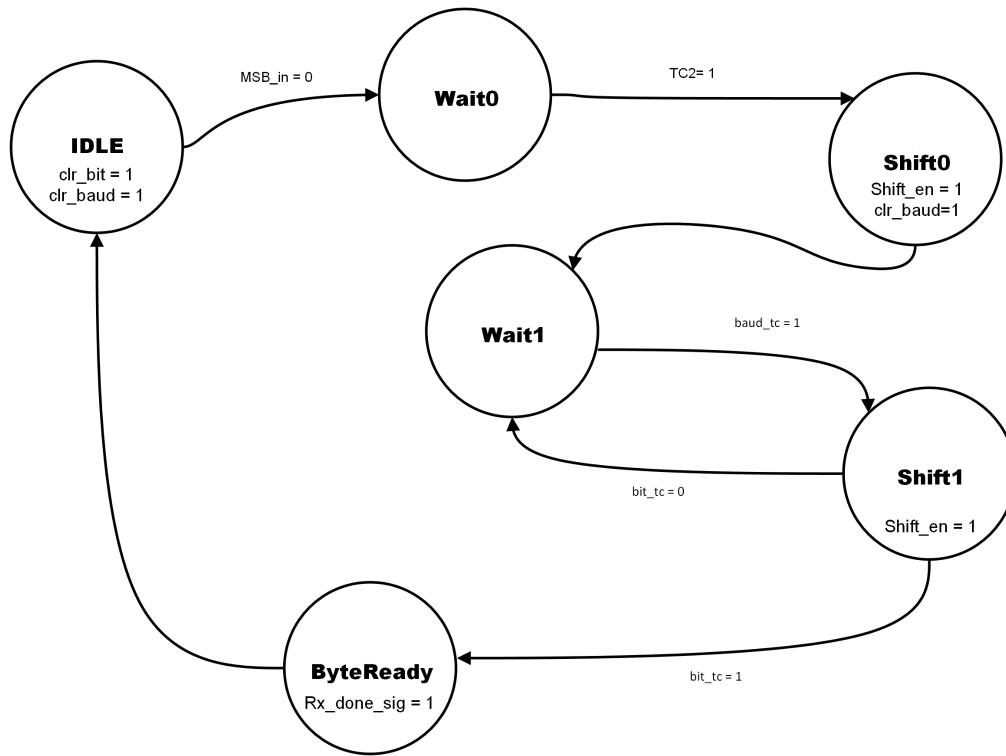 MSB_in = 0
TC2= 1
Wait0
IDLE
clr_bit = 1
clr_baud = 1
Shift0
Shift_en = 1
clr_baud=1
Wait1
baud_tc = 1
Shift1
Shift_en = 1
bit_tc = 0
ByteReady
Rx_done_sig = 1
bit_tc = 1